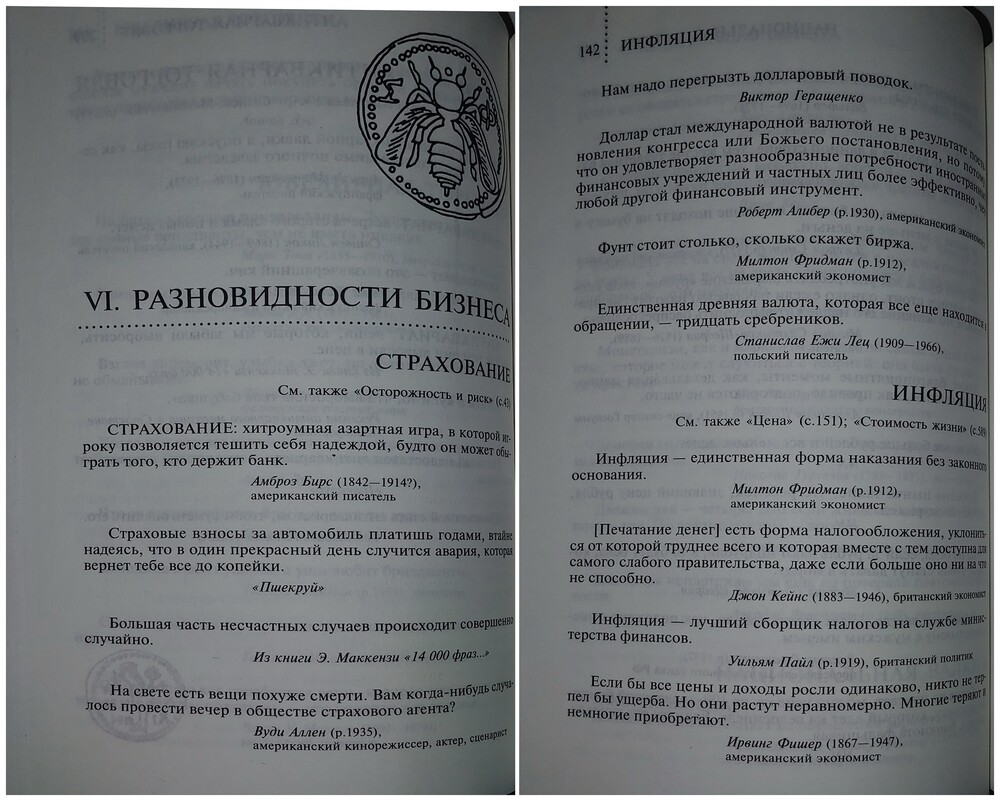 VI. РАЗНОВИДНОСТИ БИЗНЕСА
СТРАХОВАНИЕ
См. также «Осторожность и риск» (с.43)
СТРАХОВАНИЕ: хитроумная азартная игра, в которой иг-
року позволяется тешить себя надеждой, будто он может обы-
грать того, кто держит банк.
Амброз Бирс (1842—1914?),
американский писатель
Страховые взносы за автомобиль платишь годами, втайне
надеясь, что в один прекрасный день случится авария, которая
вернет тебе все до копейки.
«Пшекруй»
Большая часть несчастных случаев происходит совершенно
случайно.
Из книги Э. Маккензи «14 000 фраз...»
На свете есть вещи похуже смерти. Вам когда-нибудь случа-
лось провести вечер в обществе страхового агента?
Вуди Аллен (р.1935),
американский кинорежиссер, актер, сценарист
142 ИНФЛЯЦИЯ
Нам надо перегрызть долларовый поводок.
Виктор Геращенко
Доллар стал международной валютой не в результате
новления конгресса или Божьего постановления, но
что он удовлетворяет разнообразные потребности
финансовых учреждений и частных лиц более эффективно,
любой другой финансовый инструмент.
Роберт Алибер (р.1930), американский экономист
Фунт стоит столько, сколько скажет биржа.
Милтон Фридман (р.1912),
американский экономист
Единственная древняя валюта, которая все еще находится
обращении, — тридцать сребреников.
Станислав Ежи Лец (1909—1966),
польский писатель
ИНФЛЯЦИЯ
См. также «Цена» (с.151); «Стоимость жизни»
Инфляция — единственная форма наказания без законного
основания.
Милтон Фридман (р.1912),
американский экономист
[Печатание денег] есть форма налогообложения, уклонить-
ся от которой труднее всего и которая вместе с тем доступна для
самого слабого правительства, даже если больше оно ни на что
не способно.
Джон Кейнс (1883—1946), британский экономист
Инфляция — лучший сборщик налогов на службе минис-
терства финансов.
Уильям Пайл (р.1919), британский политик
Если бы все цены и доходы росли одинаково, никто не тер-
пел бы ущерба. Но они растут неравномерно. Многие теряют и
немногие приобретают.
Ирвинг Фишер (1867—1947),
американский экономист